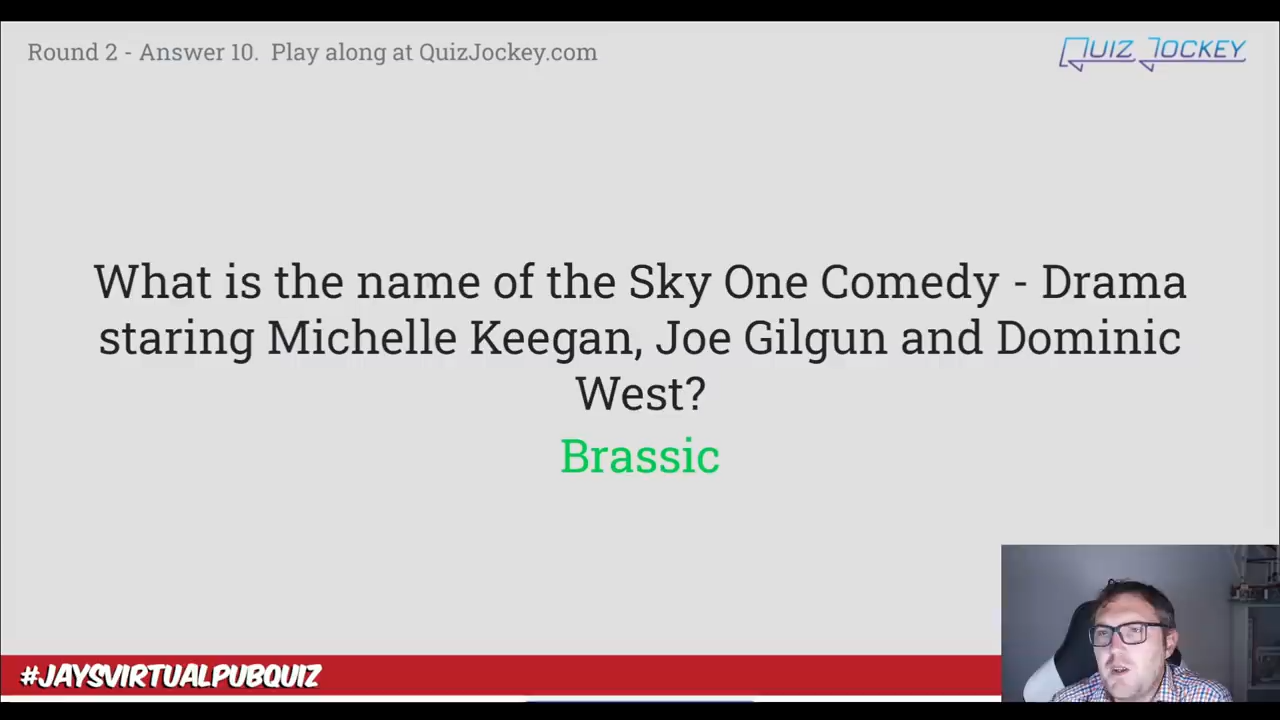 Round 2 - Answer 10. Play along at QuizJockey.com
QUIZ JOCKEY
What is the name of the Sky One Comedy - Drama
staring Michelle Keegan, Joe Gilgun and Dominic
West?
Brassic
#JAYSVIRTUALPUBQUIZ